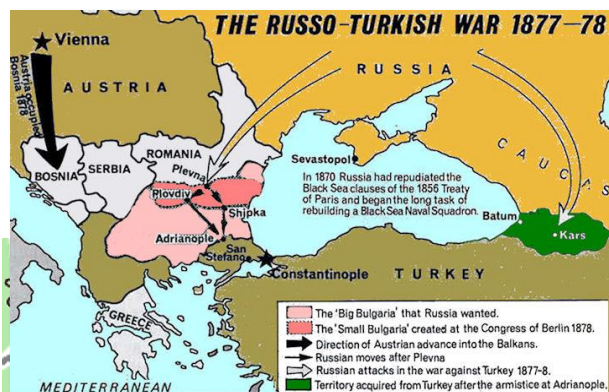 THE RUSSO-TURKISH WAR 1877-78
Vienna
Austria occupied
Bosnia 1878
AUSTRIA
RUSSIA
CAUCAS
ROMANIA
SERBIA
BOSNIA
Plevna
Plovdiv
Shipka
Adrianople
San
Stefano
Constantinople
Sevastopol
In 1870 Russia had repudiated the
Black Sea clauses of the 1856 Treaty
of Paris and began the long task of
rebuilding a Black Sea Naval Squadron.
Batum
Kars
TURKEY
GREECE
MEDITERRANEAN
The 'Big Bulgaria' that Russia wanted.
The 'Small Bulgaria' created at the Congress of Berlin 1878.
Direction of Austrian advance into the Balkans.
Russian moves after Plevna
Russian attacks in the war against Turkey 1877-8.
Territory acquired from Turkey after the armistice at Adrianople.